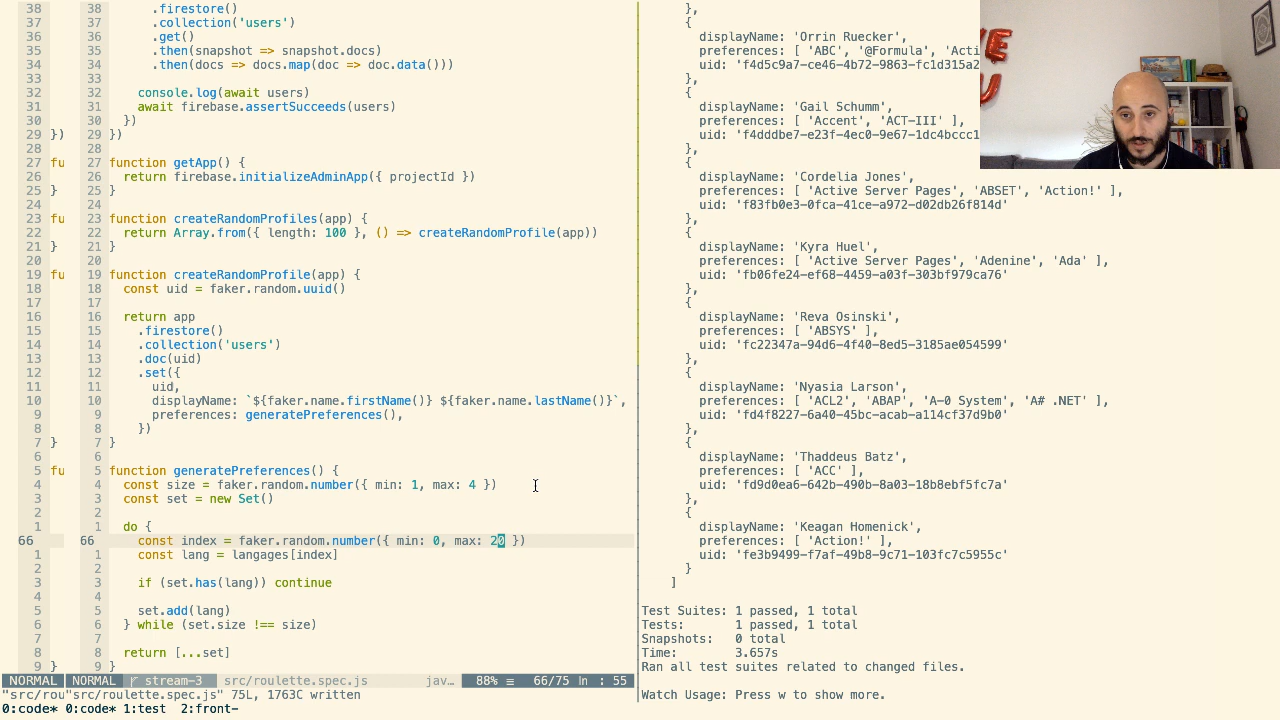 38 38 .firestore()
37 37 .collection('users')
36 36 .get()
35 35 .then(snapshot => snapshot.docs)
34 34 .then(docs => docs.map(doc => doc.data()))
33 33
32 32 console.log(await users)
31 31 await firebase.assertSucceeds(users)
30 30 })
29 }) 29 })
28 28
27 fu 27 function getApp() {
26 26 return firebase.initializeAdminApp({ projectId })
25 } 25 }
24 24
23 fu 23 function createRandomProfiles(app) {
22 22 return Array.from({ length: 100 }, () => createRandomProfile(app))
21 } 21 }
20 20
19 fu 19 function createRandomProfile(app) {
18 18 const uid = faker.random.uuid()
17 17
16 16 return app
15 15 .firestore()
14 14 .collection('users')
13 13 .doc(uid)
12 12 .set({
11 11 uid,
10 10 displayName: `${faker.name.firstName()} ${faker.name.lastName()}`,
9 9 preferences: generatePreferences(),
8 8 })
7 } 7 }
6 6
5 fu 5 function generatePreferences() {
4 4 const size = faker.random.number({ min: 1, max: 4 })
3 3 const set = new Set()
2 2
1 1 do {
66 66 const index = faker.random.number({ min: 0, max: 20 })
1 1 const lang = langages[index]
2 2
3 3 if (set.has(lang)) continue
4 4
5 5 set.add(lang)
6 6 } while (set.size !== size)
7 7
8 8 return [...set]
9 } 9 }
NORMAL NORMAL stream-3 src/roulette.spec.js jav… 88% ≡ 66/75 ln : 55
"src/rou"src/roulette.spec.js" 75L, 1763C written
0:code* 0:code* 1:test 2:front-
},
{
displayName: 'Orrin Ruecker',
preferences: [ 'ABC', '@Formula', 'Acti
uid: 'f4d5c9a7-ce46-4b72-9863-fc1d315a2
},
{
displayName: 'Gail Schumm',
preferences: [ 'Accent', 'ACT-III' ],
uid: 'f4dddbe7-e23f-4ec0-9e67-1dc4bccc1
},
{
displayName: 'Cordelia Jones',
preferences: [ 'Active Server Pages', 'ABSET', 'Action!' ],
uid: 'f83fb0e3-0fca-41ce-a972-d02db26f814d'
},
{
displayName: 'Kyra Huel',
preferences: [ 'Active Server Pages', 'Adenine', 'Ada' ],
uid: 'fb06fe24-ef68-4459-a03f-303bf979ca76'
},
{
displayName: 'Reva Osinski',
preferences: [ 'ABSYS' ],
uid: 'fc22347a-94d6-4f40-8ed5-3185ae054599'
},
{
displayName: 'Nyasia Larson',
preferences: [ 'ACL2', 'ABAP', 'A-0 System', 'A# .NET' ],
uid: 'fd4f8227-6a40-45bc-acab-a114cf37d9b0'
},
{
displayName: 'Thaddeus Batz',
preferences: [ 'ACC' ],
uid: 'fd9d0ea6-642b-490b-8a03-18b8ebf5fc7a'
},
{
displayName: 'Keagan Homenick',
preferences: [ 'Action!' ],
uid: 'fe3b9499-f7af-49b8-9c71-103fc7c5955c'
}
]
Test Suites: 1 passed, 1 total
Tests: 1 passed, 1 total
Snapshots: 0 total
Time: 3.657s
Ran all test suites related to changed files.
Watch Usage: Press w to show more.